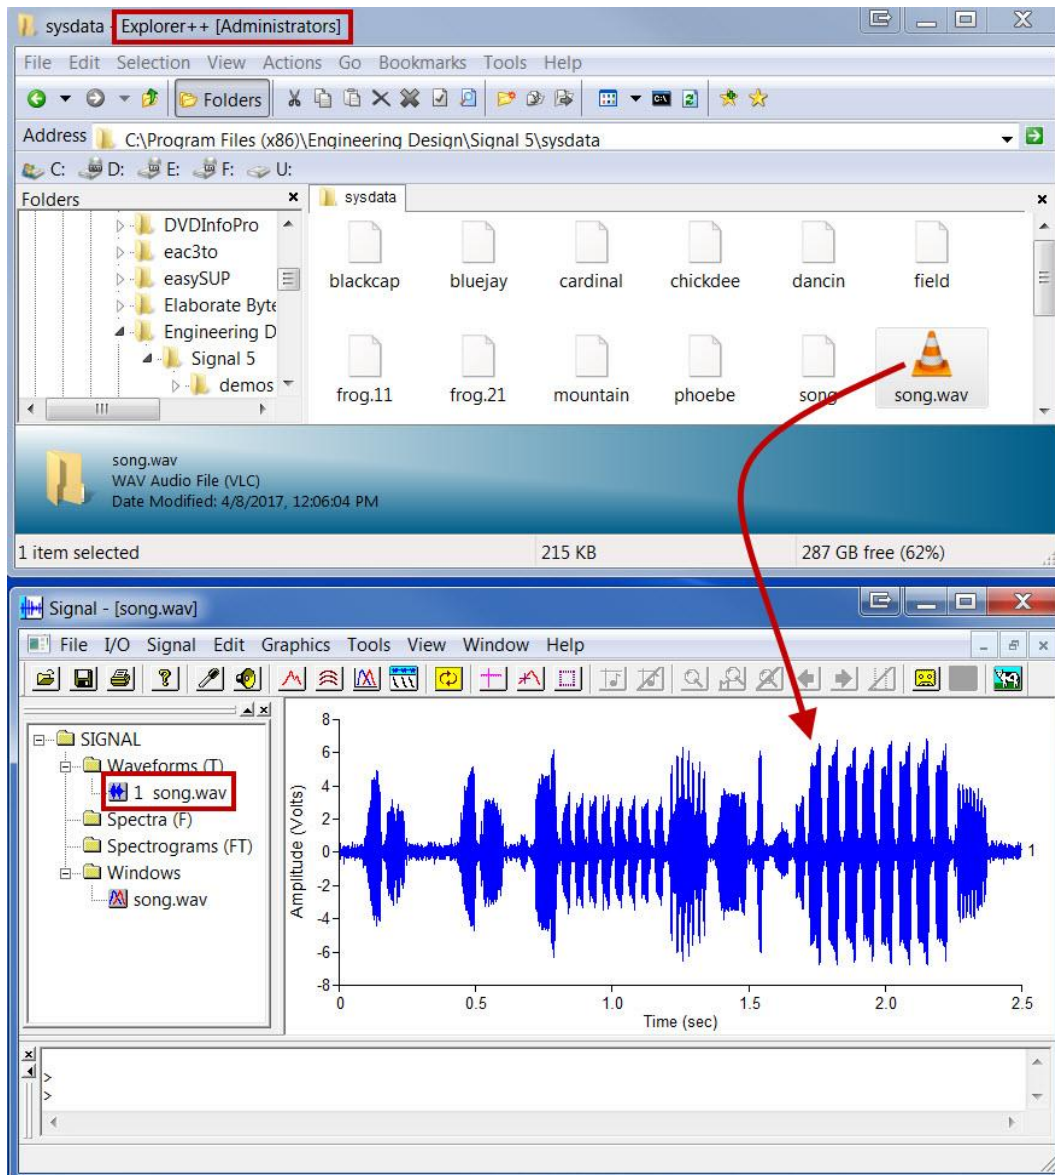 sysdata - Explorer++ [Administrators]
File Edit Selection View Actions Go Bookmarks Tools Help
Folders
Address C:\Program Files (x86)\Engineering Design\Signal 5\sysdata
C: D: E: F: U:
Folders
sysdata
DVDInfoPro
eac3to
easySUP
Elaborate Byte
Engineering D
Signal 5
demos
blackcap bluejay cardinal chickdee dancin field
frog.11 frog.21 mountain phoebe song song.wav
song.wav
WAV Audio File (VLC)
Date Modified: 4/8/2017, 12:06:04 PM
1 item selected 215 KB 287 GB free (62%)
Signal - [song.wav]
File I/O Signal Edit Graphics Tools View Window Help
SIGNAL
Waveforms (T)
1 song.wav
Spectra (F)
Spectrograms (FT)
Windows
song.wav
Amplitude (Volts)
8
6
4
2
0
-2
-4
-6
-8
1
0 0.5 1.0 1.5 2.0 2.5
Time (sec)
>
>